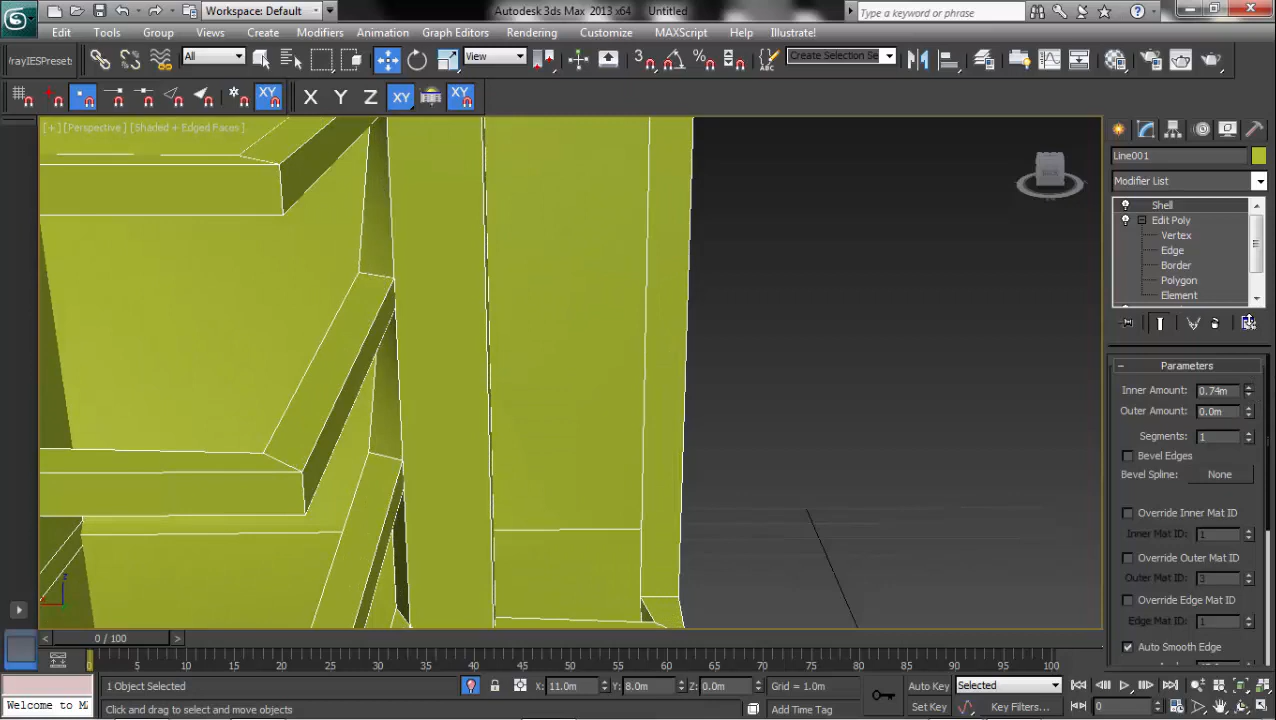 Workspace: Default
Autodesk 3ds Max 2013 x64 Untitled
Type a keyword or phrase
Edit Tools Group Views Create Modifiers Animation Graph Editors Rendering Customize MAXScript Help Illustrate!
rayIESPreset All View 3 % Create Selection Se
X Y Z XY XY
[ + ] [ Perspective ] [ Shaded + Edged Faces ]
Line001
Modifier List
Shell
Edit Poly
Vertex
Edge
Border
Polygon
Element
Parameters
Inner Amount: 0.74m
Outer Amount: 0.0m
Segments: 1
Bevel Edges
Bevel Spline: None
Override Inner Mat ID
Inner Mat ID: 1
Override Outer Mat ID
Outer Mat ID: 3
Override Edge Mat ID
Edge Mat ID: 1
Auto Smooth Edge
z
< 0 / 100 >
0 5 10 15 20 25 30 35 40 45 50 55 60 65 70 75 80 85 90 95 100
1 Object Selected X: 11.0m Y: 8.0m Z: 0.0m Grid = 1.0m Auto Key Selected
Welcome to M Click and drag to select and move objects Add Time Tag Set Key Key Filters... 0